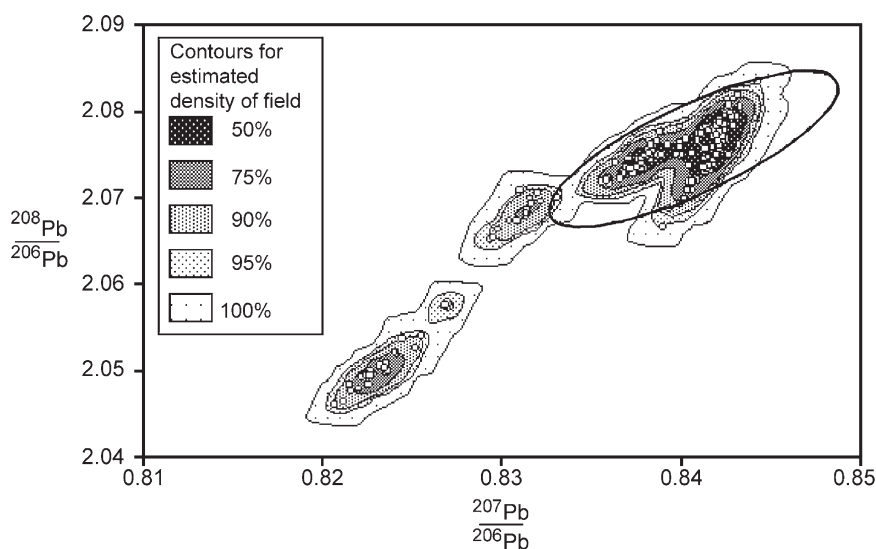 2.09
2.08
2.07
2.06
2.05
2.04
Contours for
estimated
density of field
50%
75%
90%
95%
100%
²⁰⁸Pb
²⁰⁶Pb
0.81
0.82
0.83
0.84
0.85
²⁰⁷Pb
²⁰⁶Pb